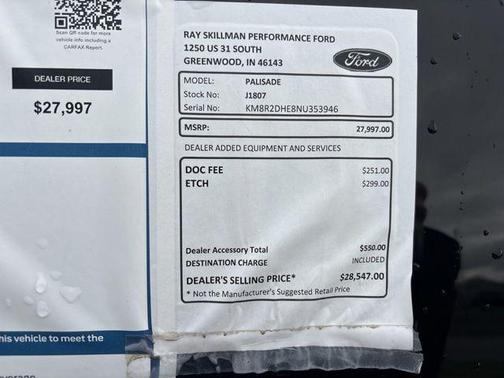 Scan QR code for more
vehicle info including a
CARFAX Report.
DEALER PRICE
$27,997
RAY SKILLMAN PERFORMANCE FORD
1250 US 31 SOUTH
GREENWOOD, IN 46143
Ford
MODEL: PALISADE
Stock No: J1807
Serial No: KM8R2DHE8NU353946
MSRP: 27,997.00
DEALER ADDED EQUIPMENT AND SERVICES
DOC FEE $251.00
ETCH $299.00
Dealer Accessory Total $550.00
DESTINATION CHARGE INCLUDED
DEALER'S SELLING PRICE* $28,547.00
* Not the Manufacturer's Suggested Retail Price
his vehicle to meet the